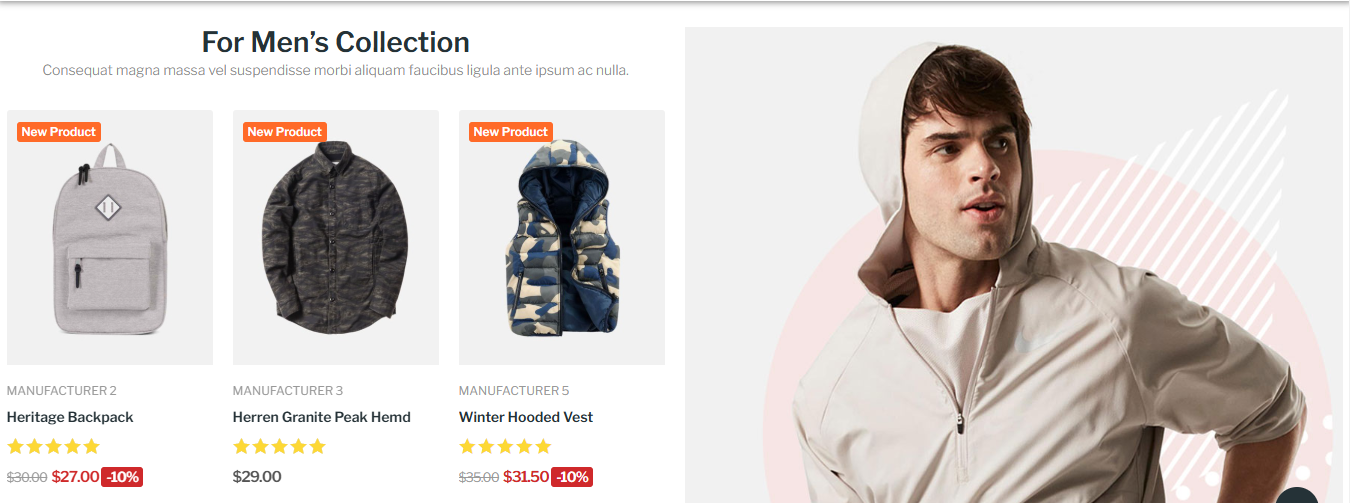 For Men’s Collection
Consequat magna massa vel suspendisse morbi aliquam faucibus ligula ante ipsum ac nulla.
New Product
New Product
New Product
MANUFACTURER 2
Heritage Backpack
$30.00 $27.00 -10%
MANUFACTURER 3
Herren Granite Peak Hemd
$29.00
MANUFACTURER 5
Winter Hooded Vest
$35.00 $31.50 -10%